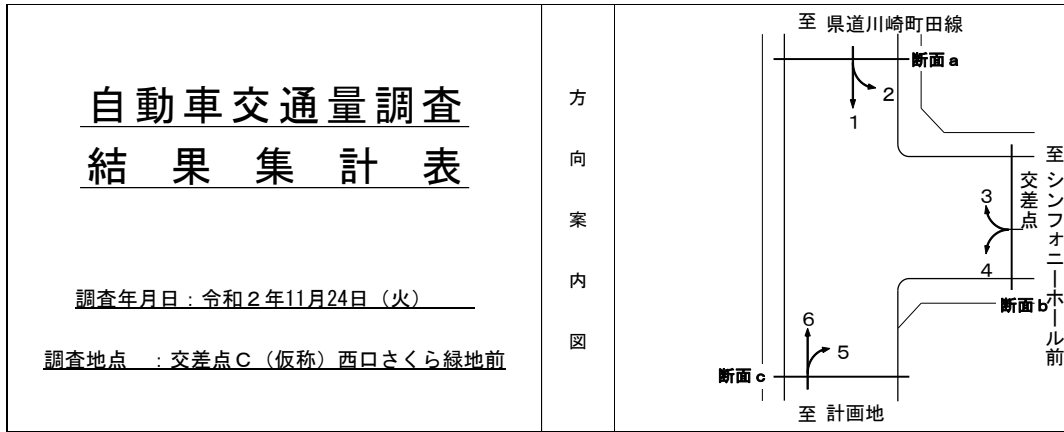 自動車交通量調査
結果集計表
調査年月日：令和２年11月24日（火）
調査地点　：交差点Ｃ（仮称）西口さくら緑地前
方向案内図
至 県道川崎町田線
断面ａ
2
1
至 シンフォニーホール前
交差点
3
4
断面ｂ
6
5
断面ｃ
至 計画地